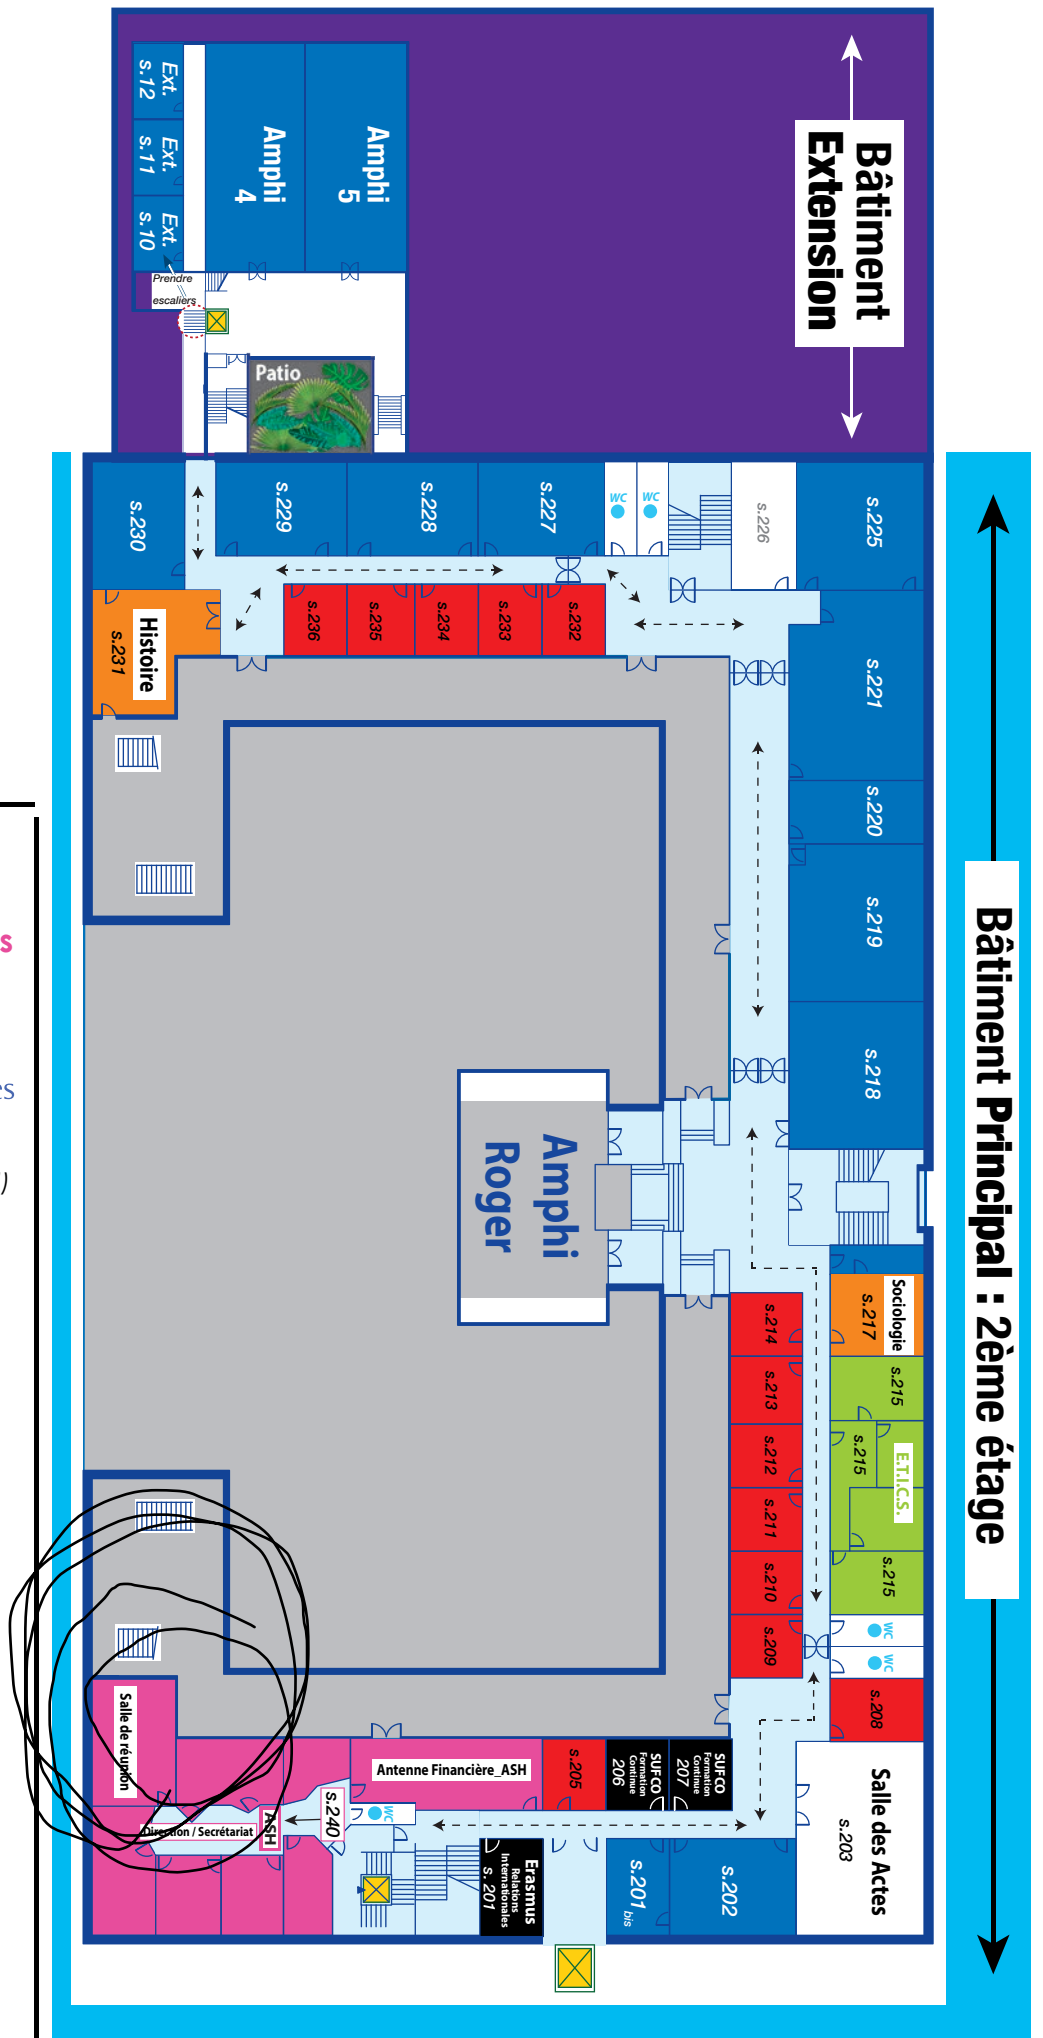 Bâtiment
Extension
Ext.
s.12
Ext.
s.11
Ext.
s.10
Amphi
4
Amphi
5
Prendre
escaliers
Patio
Bâtiment Principal : 2ème étage
s.230
s.229
s.228
s.227
WC
WC
s.226
s.225
Histoire
s.231
s.236
s.235
s.234
s.233
s.232
s.221
s.220
s.219
s.218
Amphi
Roger
Sociologie
s.217
s.215
s.215
E.T.I.C.S.
s.215
s.214
s.213
s.212
s.211
s.210
s.209
WC
WC
s.208
Salle des Actes
s.203
Salle de réunion
Antenne Financière_ASH
s.205
SUFCO
Formation
Continue
206
SUFCO
Formation
Continue
207
Direction / Secrétariat
ASH
s.240
WC
Erasmus
Relations
Internationales
s. 201
s.201 bis
s.202
s
es
)